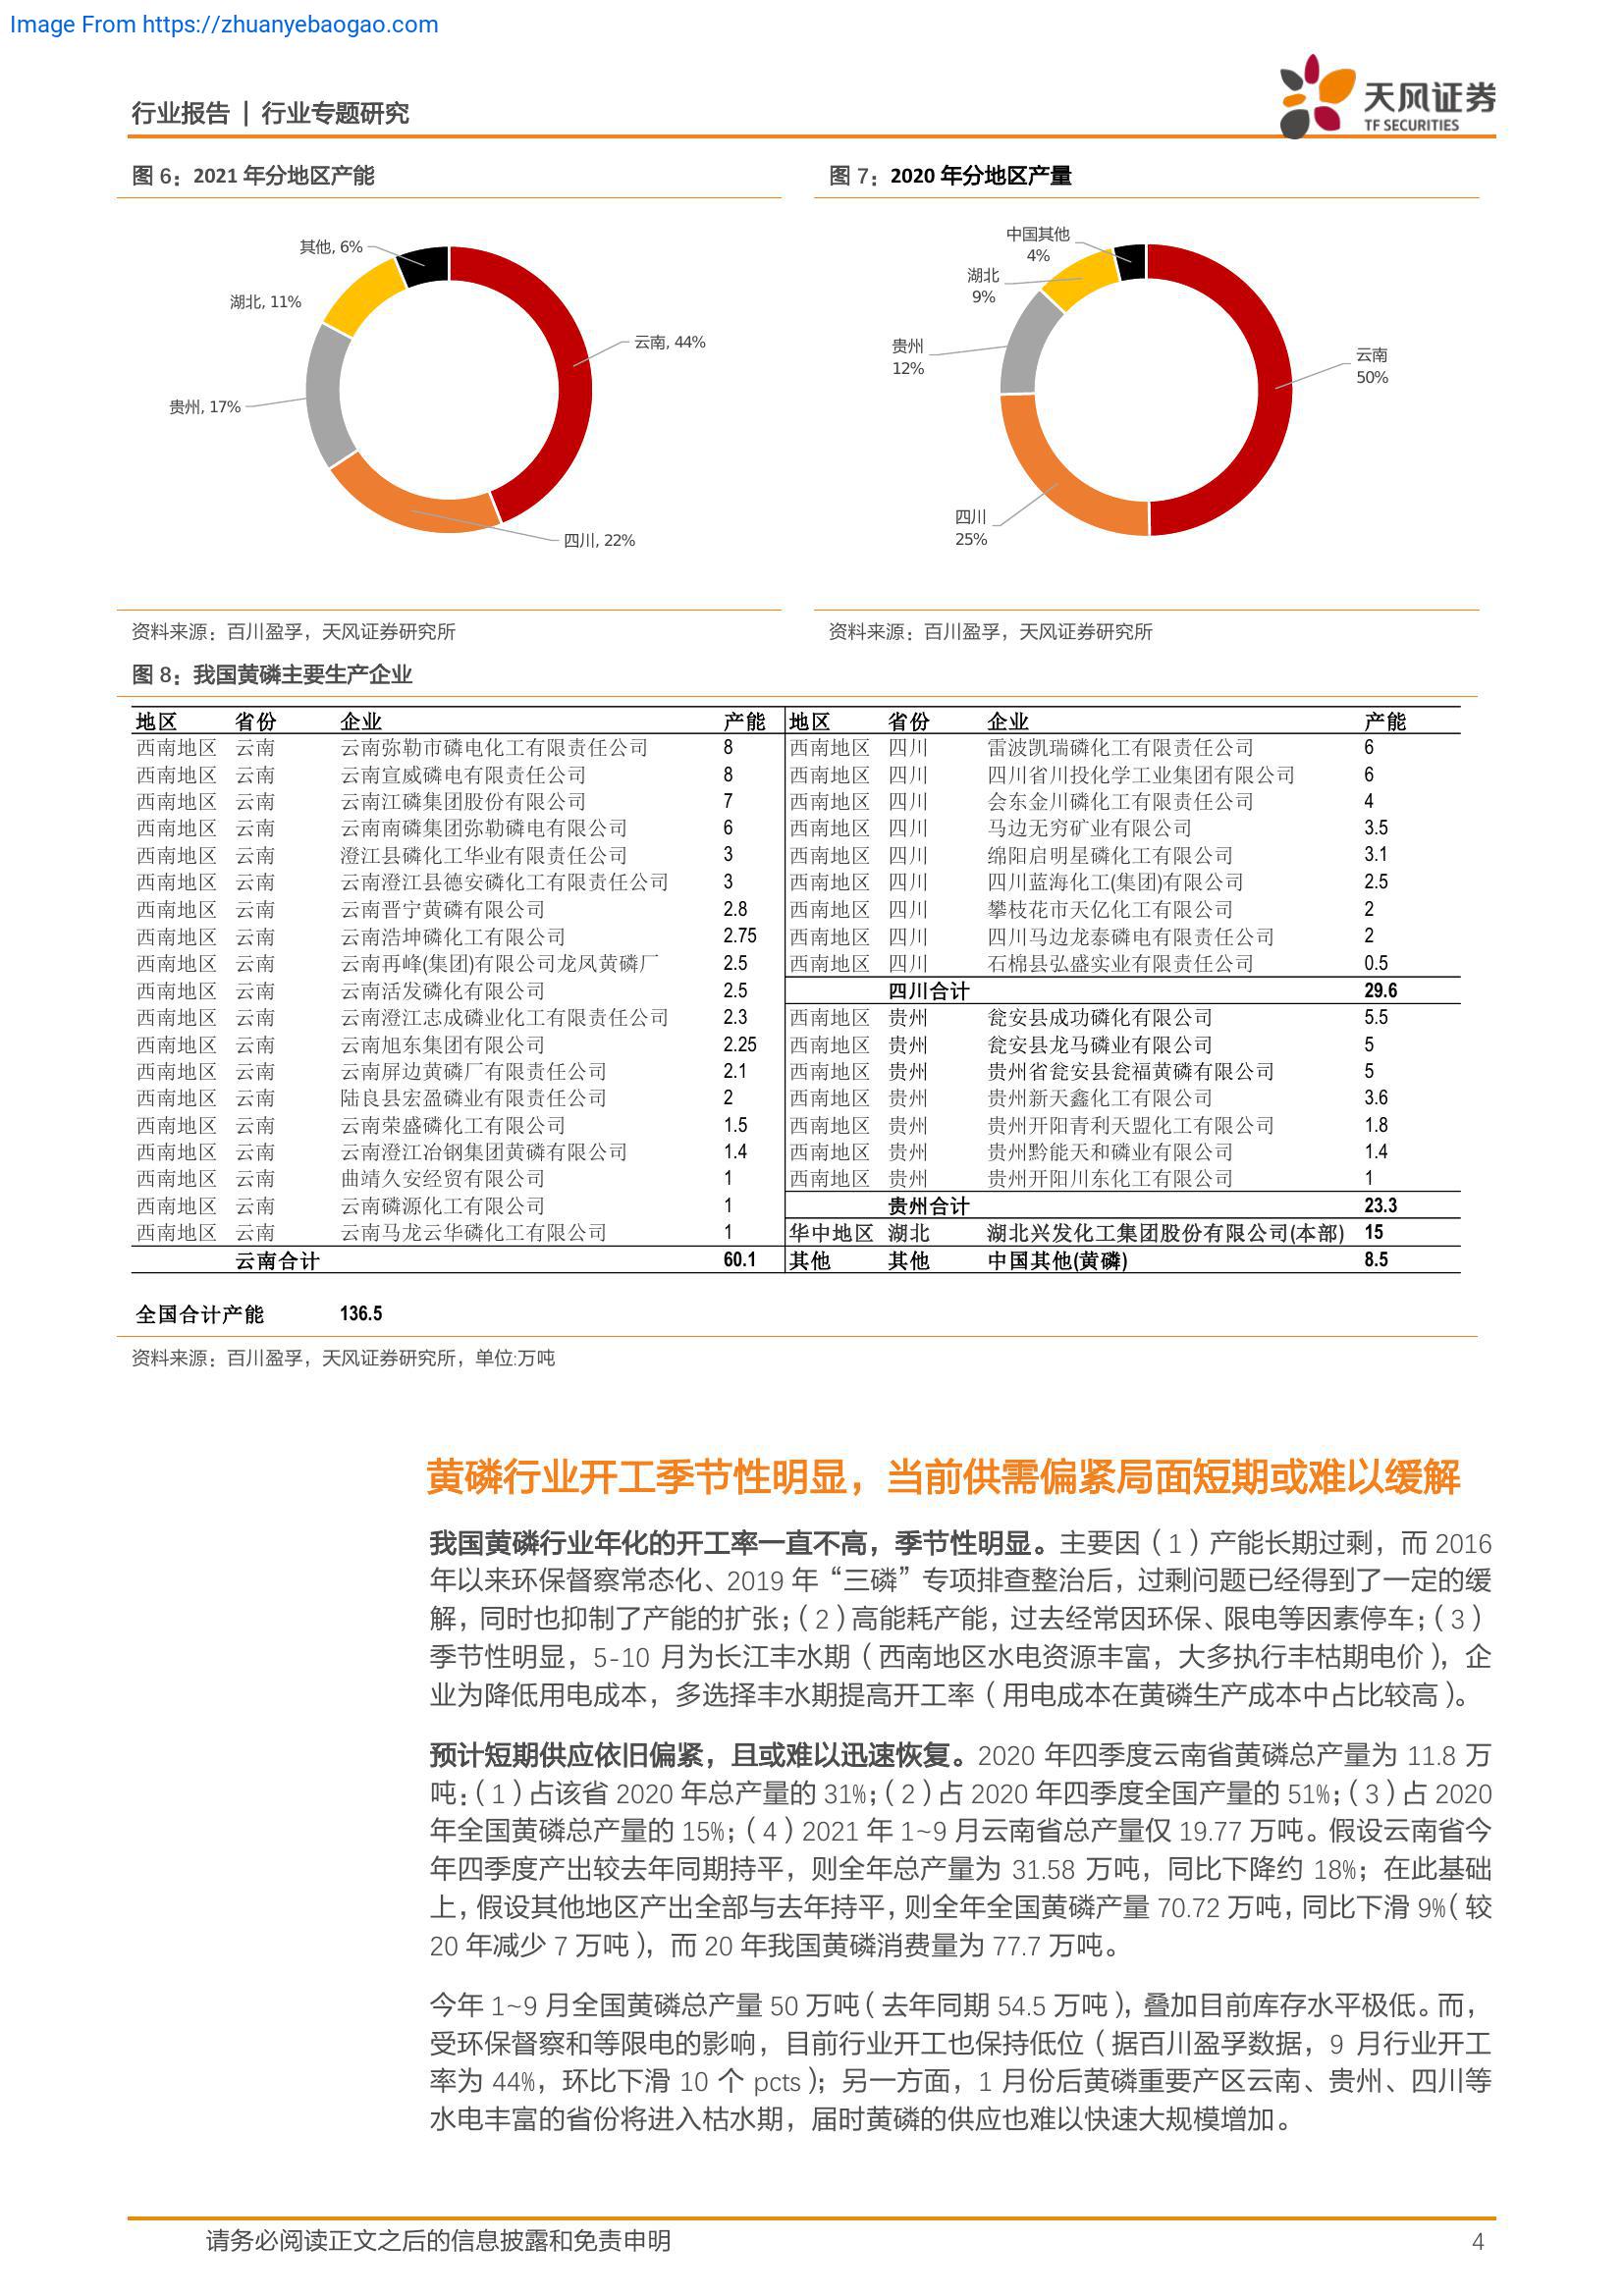 Image From https://zhuanyebaogao.com
行业报告 | 行业专题研究
天风证券
TF SECURITIES
图 6：2021 年分地区产能
图 7：2020 年分地区产量
其他, 6%
湖北, 11%
云南, 44%
贵州, 17%
四川, 22%
中国其他
4%
湖北
9%
贵州
12%
云南
50%
四川
25%
资料来源：百川盈孚，天风证券研究所
资料来源：百川盈孚，天风证券研究所
图 8：我国黄磷主要生产企业
地区 省份 企业 产能 地区 省份 企业 产能
西南地区 云南 云南弥勒市磷电化工有限责任公司 8 西南地区 四川 雷波凯瑞磷化工有限责任公司 6
西南地区 云南 云南宣威磷电有限责任公司 8 西南地区 四川 四川省川投化学工业集团有限公司 6
西南地区 云南 云南江磷集团股份有限公司 7 西南地区 四川 会东金川磷化工有限责任公司 4
西南地区 云南 云南南磷集团弥勒磷电有限公司 6 西南地区 四川 马边无穷矿业有限公司 3.5
西南地区 云南 澄江县磷化工华业有限责任公司 3 西南地区 四川 绵阳启明星磷化工有限公司 3.1
西南地区 云南 云南澄江县德安磷化工有限责任公司 3 西南地区 四川 四川蓝海化工(集团)有限公司 2.5
西南地区 云南 云南晋宁黄磷有限公司 2.8 西南地区 四川 攀枝花市天亿化工有限公司 2
西南地区 云南 云南浩坤磷化工有限公司 2.75 西南地区 四川 四川马边龙泰磷电有限责任公司 2
西南地区 云南 云南再峰(集团)有限公司龙凤黄磷厂 2.5 西南地区 四川 石棉县弘盛实业有限责任公司 0.5
西南地区 云南 云南活发磷化有限公司 2.5 四川合计 29.6
西南地区 云南 云南澄江志成磷业化工有限责任公司 2.3 西南地区 贵州 瓮安县成功磷化有限公司 5.5
西南地区 云南 云南旭东集团有限公司 2.25 西南地区 贵州 瓮安县龙马磷业有限公司 5
西南地区 云南 云南屏边黄磷厂有限责任公司 2.1 西南地区 贵州 贵州省瓮安县瓮福黄磷有限公司 5
西南地区 云南 陆良县宏盈磷业有限责任公司 2 西南地区 贵州 贵州新天鑫化工有限公司 3.6
西南地区 云南 云南荣盛磷化工有限公司 1.5 西南地区 贵州 贵州开阳青利天盟化工有限公司 1.8
西南地区 云南 云南澄江冶钢集团黄磷有限公司 1.4 西南地区 贵州 贵州黔能天和磷业有限公司 1.4
西南地区 云南 曲靖久安经贸有限公司 1 西南地区 贵州 贵州开阳川东化工有限公司 1
西南地区 云南 云南磷源化工有限公司 1 贵州合计 23.3
西南地区 云南 云南马龙云华磷化工有限公司 1 华中地区 湖北 湖北兴发化工集团股份有限公司(本部) 15
云南合计 60.1 其他 其他 中国其他(黄磷) 8.5
全国合计产能 136.5
资料来源：百川盈孚，天风证券研究所，单位:万吨
黄磷行业开工季节性明显，当前供需偏紧局面短期或难以缓解
我国黄磷行业年化的开工率一直不高，季节性明显。主要因（1）产能长期过剩，而 2016
年以来环保督察常态化、2019 年“三磷”专项排查整治后，过剩问题已经得到了一定的缓
解，同时也抑制了产能的扩张；（2）高能耗产能，过去经常因环保、限电等因素停车；（3）
季节性明显，5-10 月为长江丰水期（西南地区水电资源丰富，大多执行丰枯期电价），企
业为降低用电成本，多选择丰水期提高开工率（用电成本在黄磷生产成本中占比较高）。
预计短期供应依旧偏紧，且或难以迅速恢复。2020 年四季度云南省黄磷总产量为 11.8 万
吨：（1）占该省 2020 年总产量的 31%；（2）占 2020 年四季度全国产量的 51%；（3）占 2020
年全国黄磷总产量的 15%；（4）2021 年 1~9 月云南省总产量仅 19.77 万吨。假设云南省今
年四季度产出较去年同期持平，则全年总产量为 31.58 万吨，同比下降约 18%；在此基础
上，假设其他地区产出全部与去年持平，则全年全国黄磷产量 70.72 万吨，同比下滑 9%（较
20 年减少 7 万吨），而 20 年我国黄磷消费量为 77.7 万吨。
今年 1~9 月全国黄磷总产量 50 万吨（去年同期 54.5 万吨），叠加目前库存水平极低。而，
受环保督察和等限电的影响，目前行业开工也保持低位（据百川盈孚数据，9 月行业开工
率为 44%，环比下滑 10 个 pcts）；另一方面，1 月份后黄磷重要产区云南、贵州、四川等
水电丰富的省份将进入枯水期，届时黄磷的供应也难以快速大规模增加。
请务必阅读正文之后的信息披露和免责申明
4